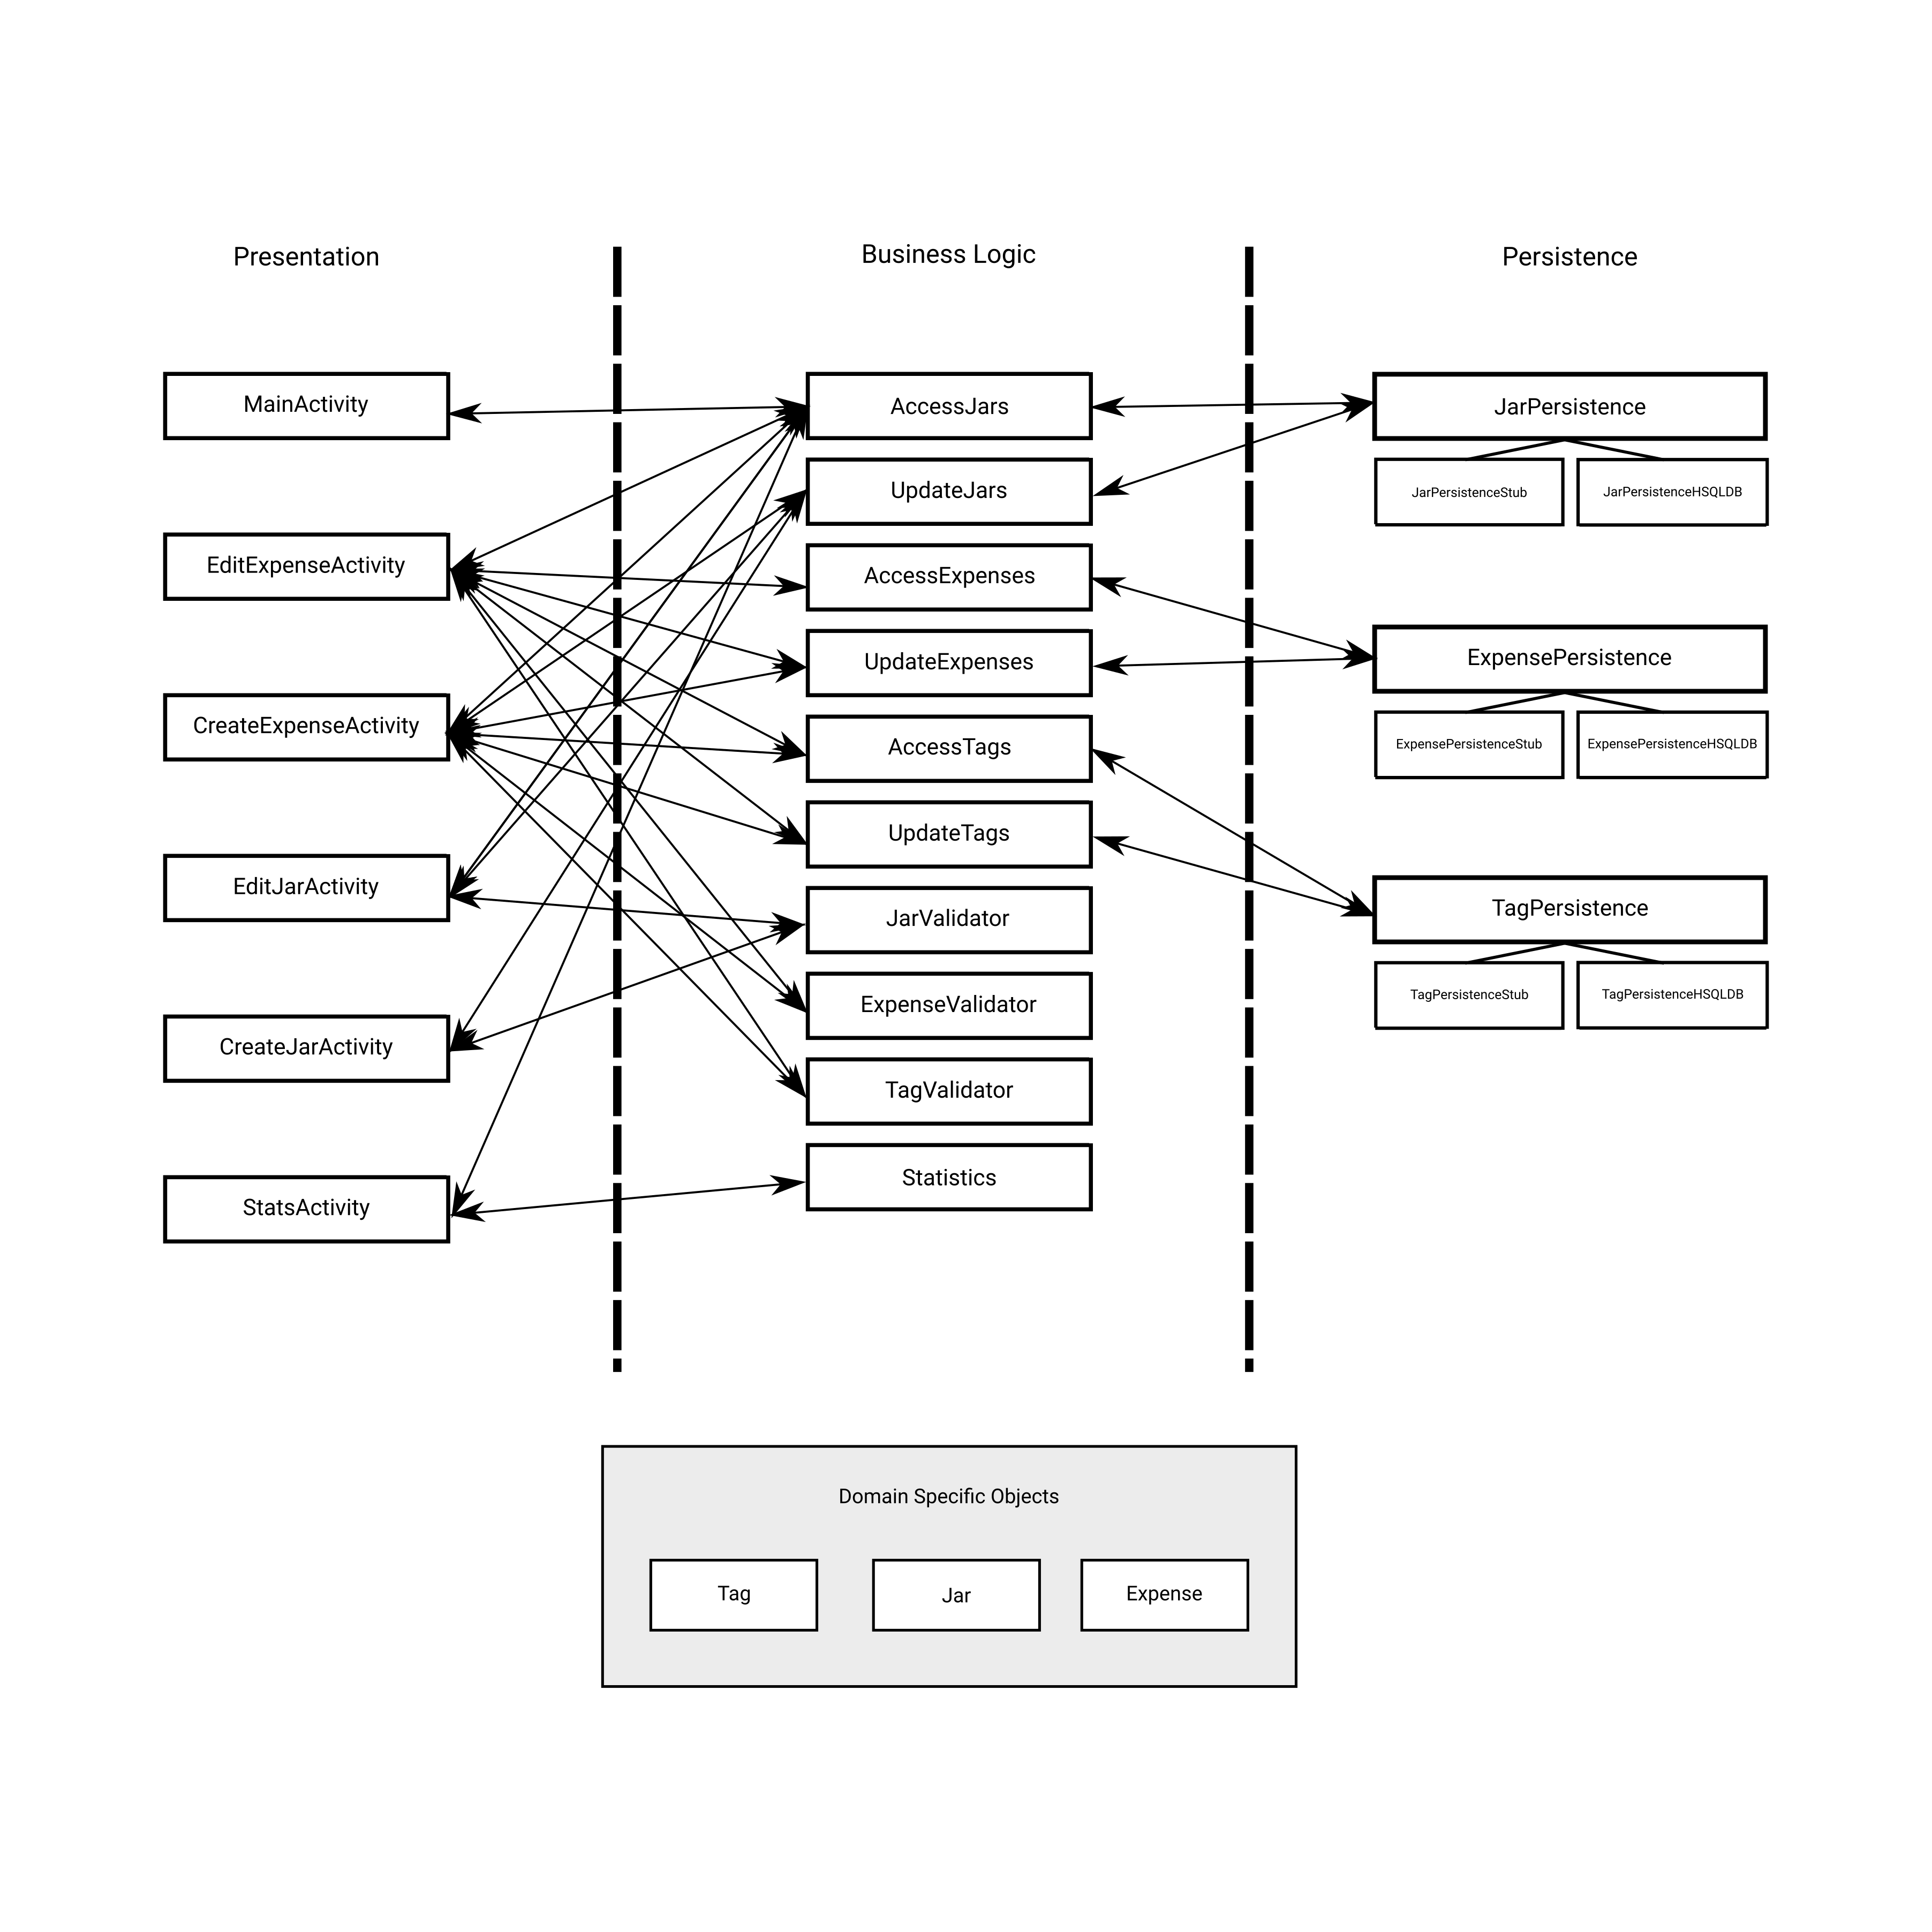 Presentation
Business Logic
Persistence
MainActivity
EditExpenseActivity
CreateExpenseActivity
EditJarActivity
CreateJarActivity
StatsActivity
AccessJars
UpdateJars
AccessExpenses
UpdateExpenses
AccessTags
UpdateTags
JarValidator
ExpenseValidator
TagValidator
Statistics
JarPersistence
JarPersistenceStub
JarPersistenceHSQLDB
ExpensePersistence
ExpensePersistenceStub
ExpensePersistenceHSQLDB
TagPersistence
TagPersistenceStub
TagPersistenceHSQLDB
Domain Specific Objects
Tag
Jar
Expense